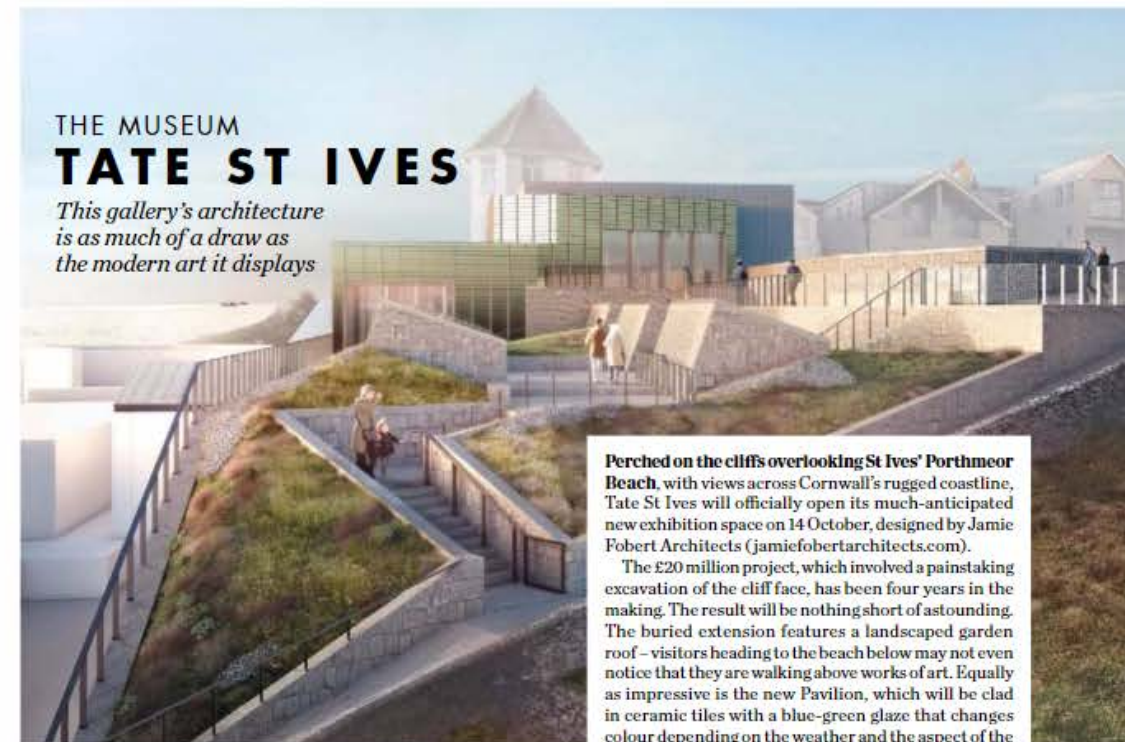 THE MUSEUM
TATE ST IVES
This gallery's architecture
is as much of a draw as
the modern art it displays
Perched on the cliffs overlooking St Ives' Porthmeor
Beach, with views across Cornwall's rugged coastline,
Tate St Ives will officially open its much-anticipated
new exhibition space on 14 October, designed by Jamie
Fobert Architects (jamiefobertarchitects.com).
The £20 million project, which involved a painstaking
excavation of the cliff face, has been four years in the
making. The result will be nothing short of astounding.
The buried extension features a landscaped garden
roof – visitors heading to the beach below may not even
notice that they are walking above works of art. Equally
as impressive is the new Pavilion, which will be clad
in ceramic tiles with a blue-green glaze that changes
colour depending on the weather and the aspect of the